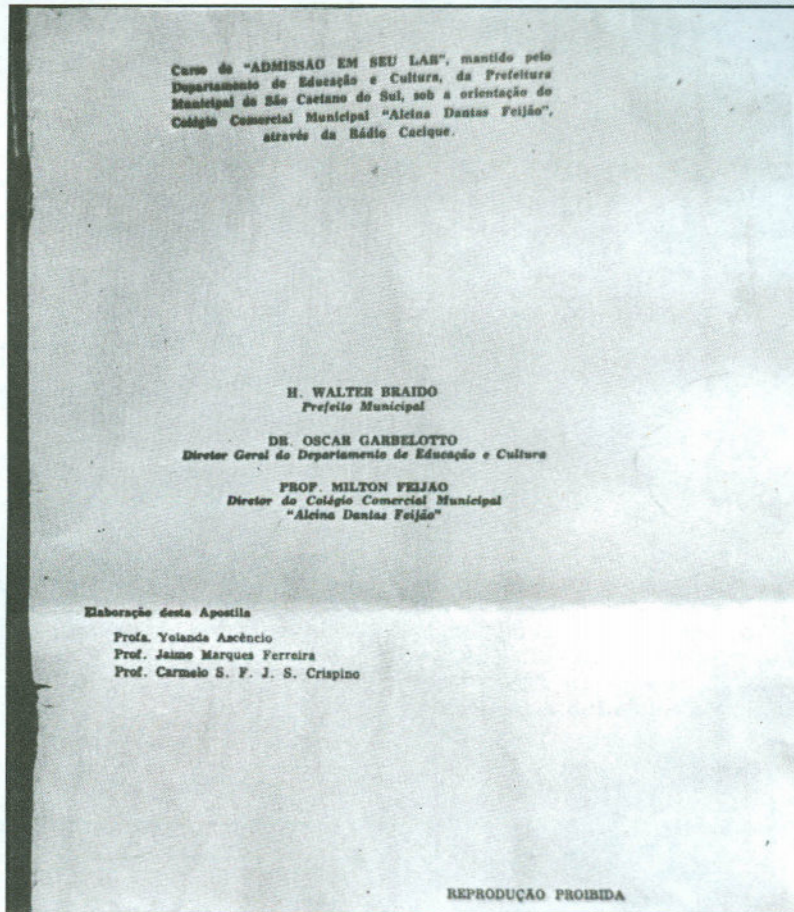 Curso de "ADMISSÃO EM SEU LAR", mantido pelo
Departamento de Educação e Cultura, da Prefeitura
Municipal de São Caetano do Sul, sob a orientação do
Colégio Comercial Municipal "Alcina Dantas Feijão",
através da Rádio Cacique.
H. WALTER BRAIDO
Prefeito Municipal
DR. OSCAR GARBELOTTO
Diretor Geral do Departamento de Educação e Cultura
PROF. MILTON FEIJÃO
Diretor do Colégio Comercial Municipal
"Alcina Dantas Feijão"
Elaboração desta Apostila
Profa. Yolanda Ascêncio
Prof. Jaime Marques Ferreira
Prof. Carmelo S. F. J. S. Crispino
REPRODUÇÃO PROIBIDA